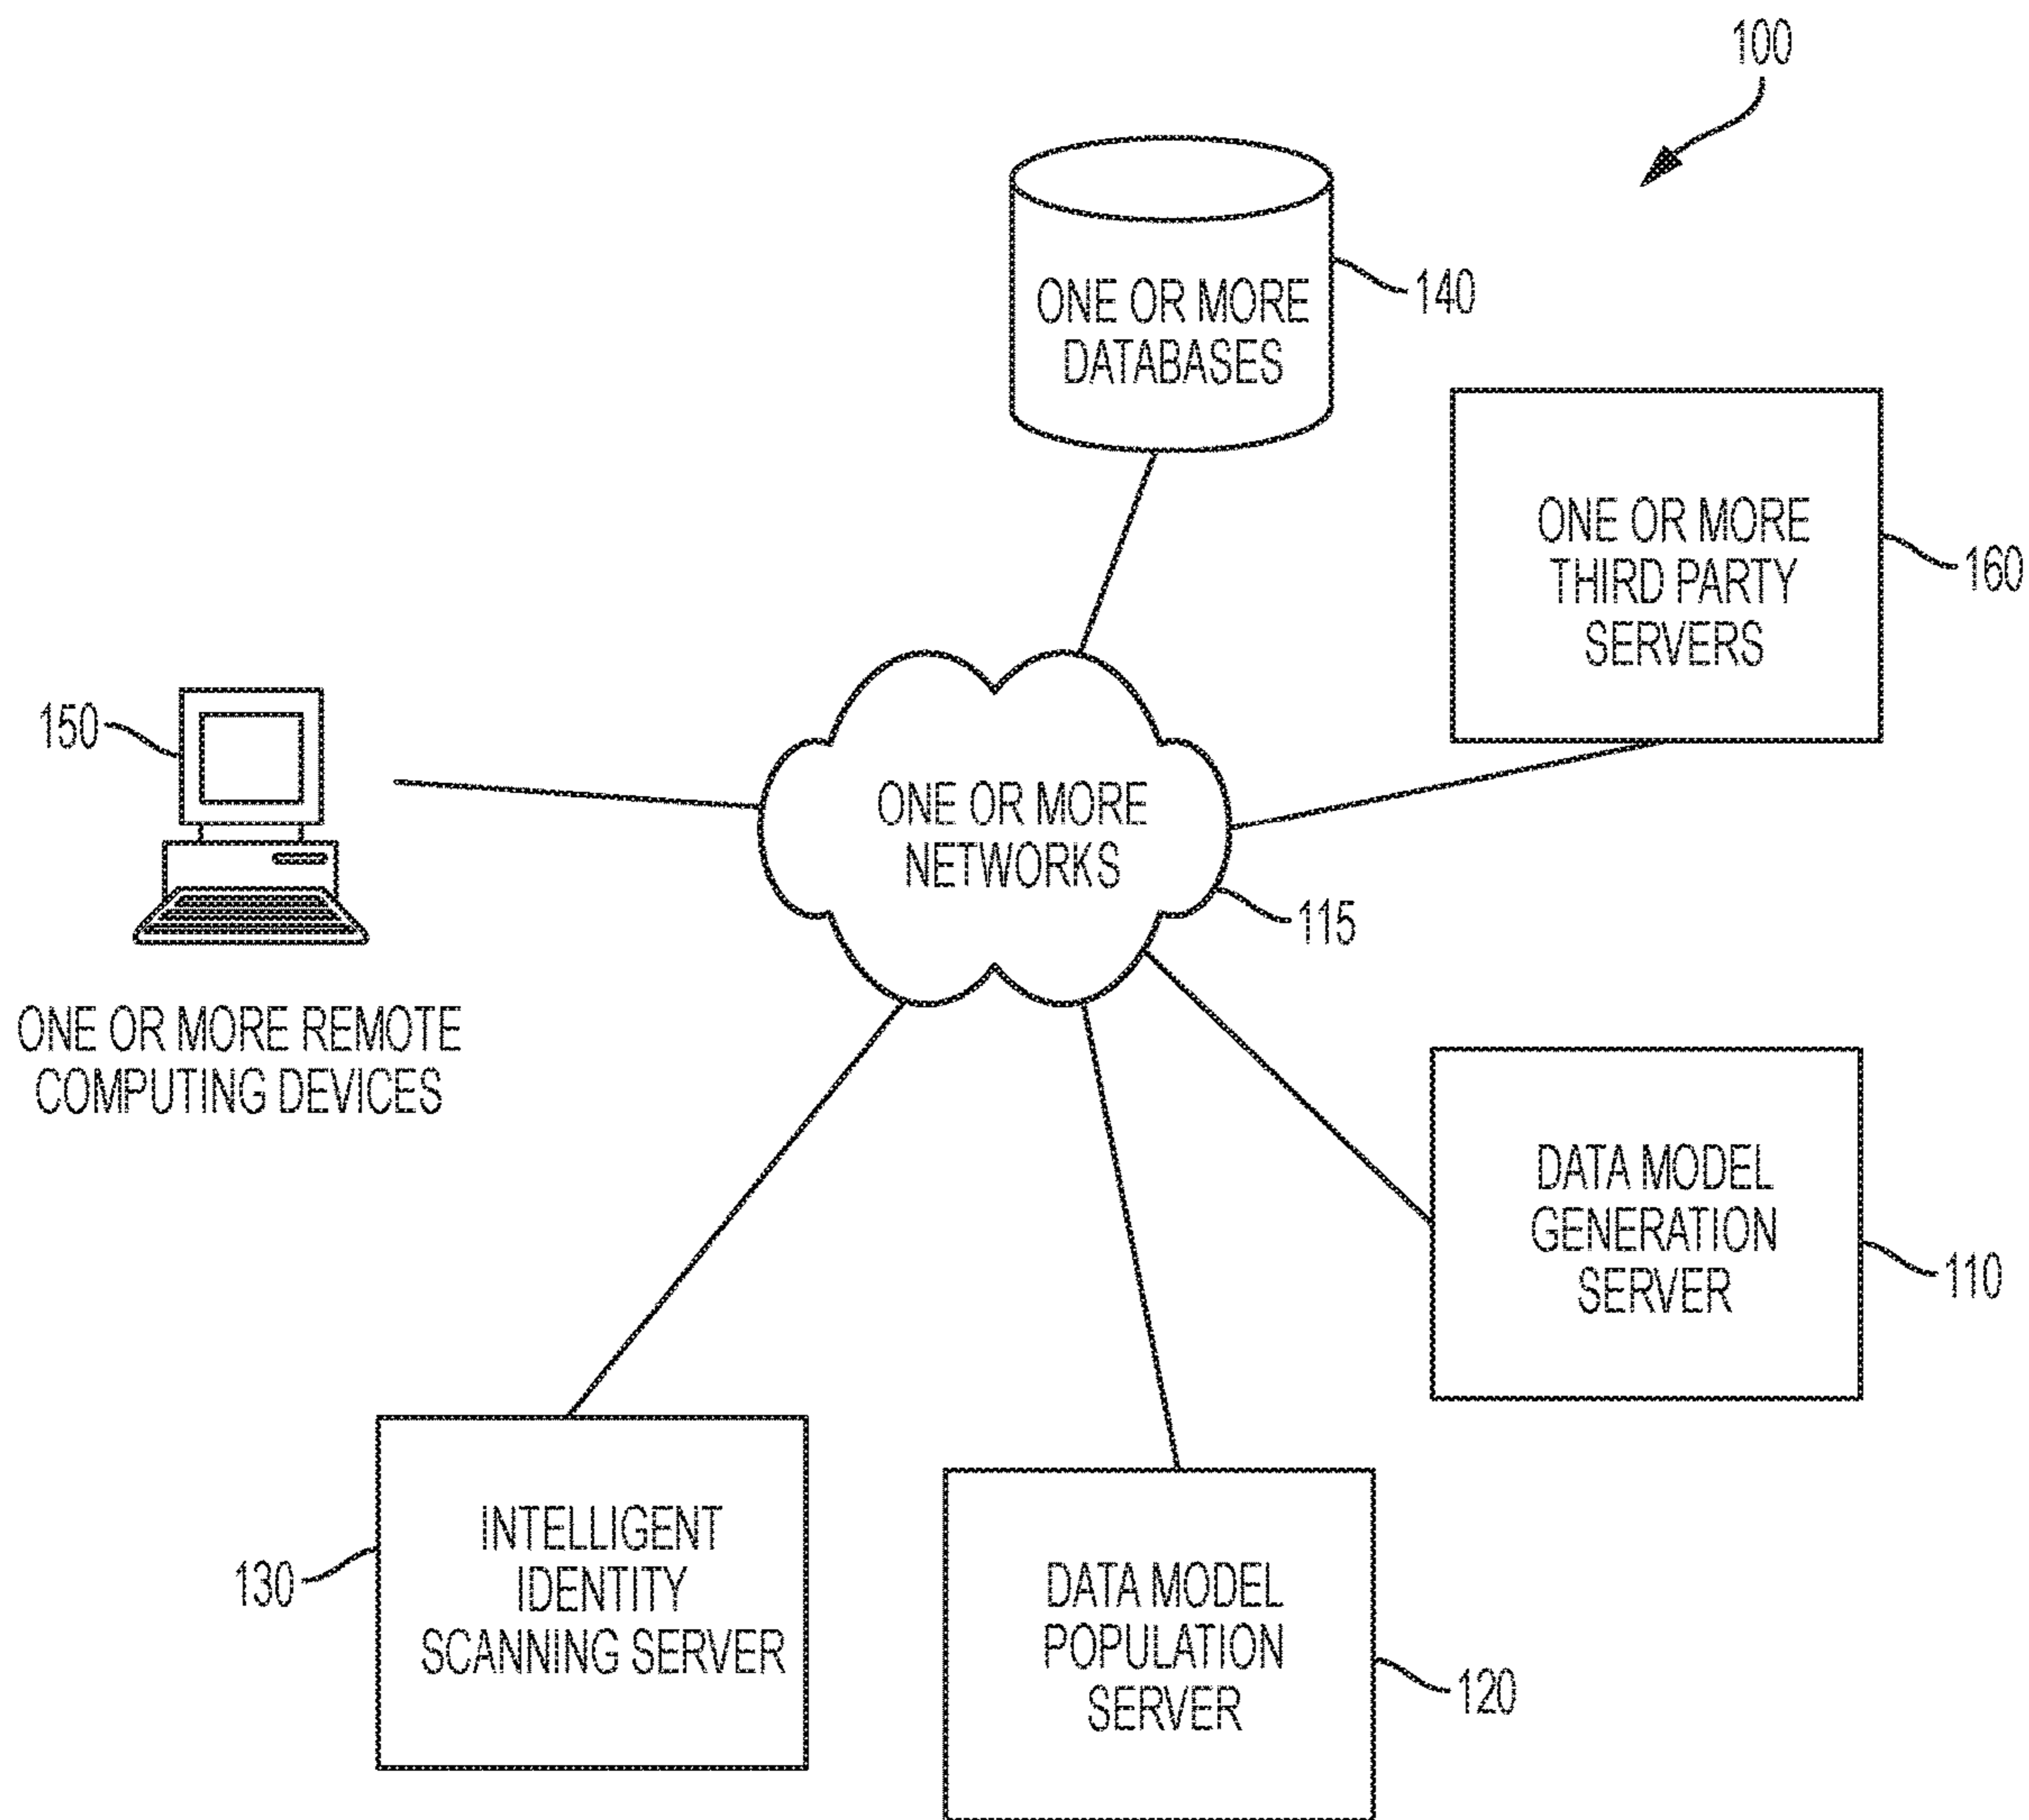 100
ONE OR MORE
DATABASES
140
ONE OR MORE
THIRD PARTY
SERVERS
160
150
ONE OR MORE REMOTE
COMPUTING DEVICES
ONE OR MORE
NETWORKS
115
DATA MODEL
GENERATION
SERVER
110
INTELLIGENT
IDENTITY
SCANNING SERVER
130
DATA MODEL
POPULATION
SERVER
120